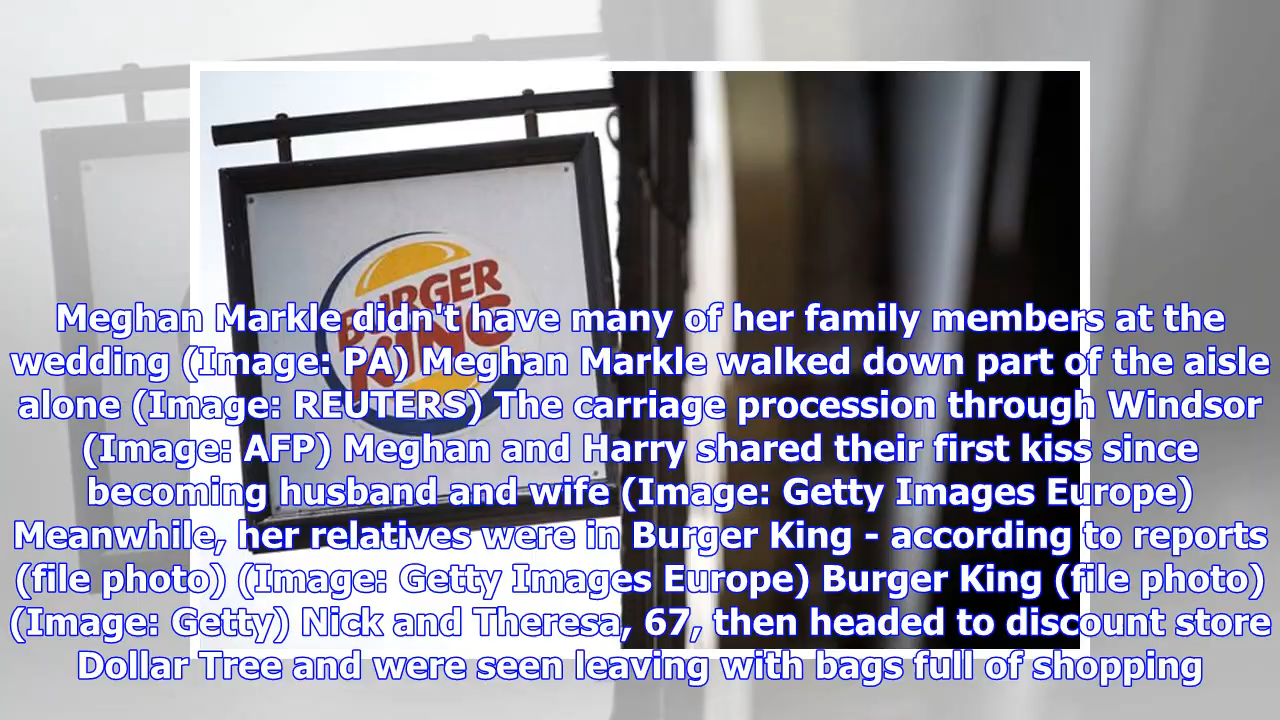 BURGER
KING
Meghan Markle didn't have many of her family members at the
wedding (Image: PA) Meghan Markle walked down part of the aisle
alone (Image: REUTERS) The carriage procession through Windsor
(Image: AFP) Meghan and Harry shared their first kiss since
becoming husband and wife (Image: Getty Images Europe)
Meanwhile, her relatives were in Burger King - according to reports
(file photo) (Image: Getty Images Europe) Burger King (file photo)
(Image: Getty) Nick and Theresa, 67, then headed to discount store
Dollar Tree and were seen leaving with bags full of shopping